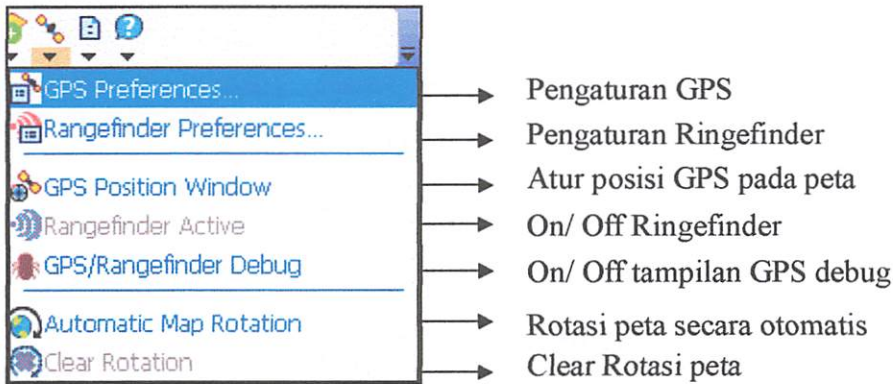 GPS Preferences... Pengaturan GPS
Rangefinder Preferences... Pengaturan Ringefinder
GPS Position Window Atur posisi GPS pada peta
Rangefinder Active On/ Off Ringefinder
GPS/Rangefinder Debug On/ Off tampilan GPS debug
Automatic Map Rotation Rotasi peta secara otomatis
Clear Rotation Clear Rotasi peta